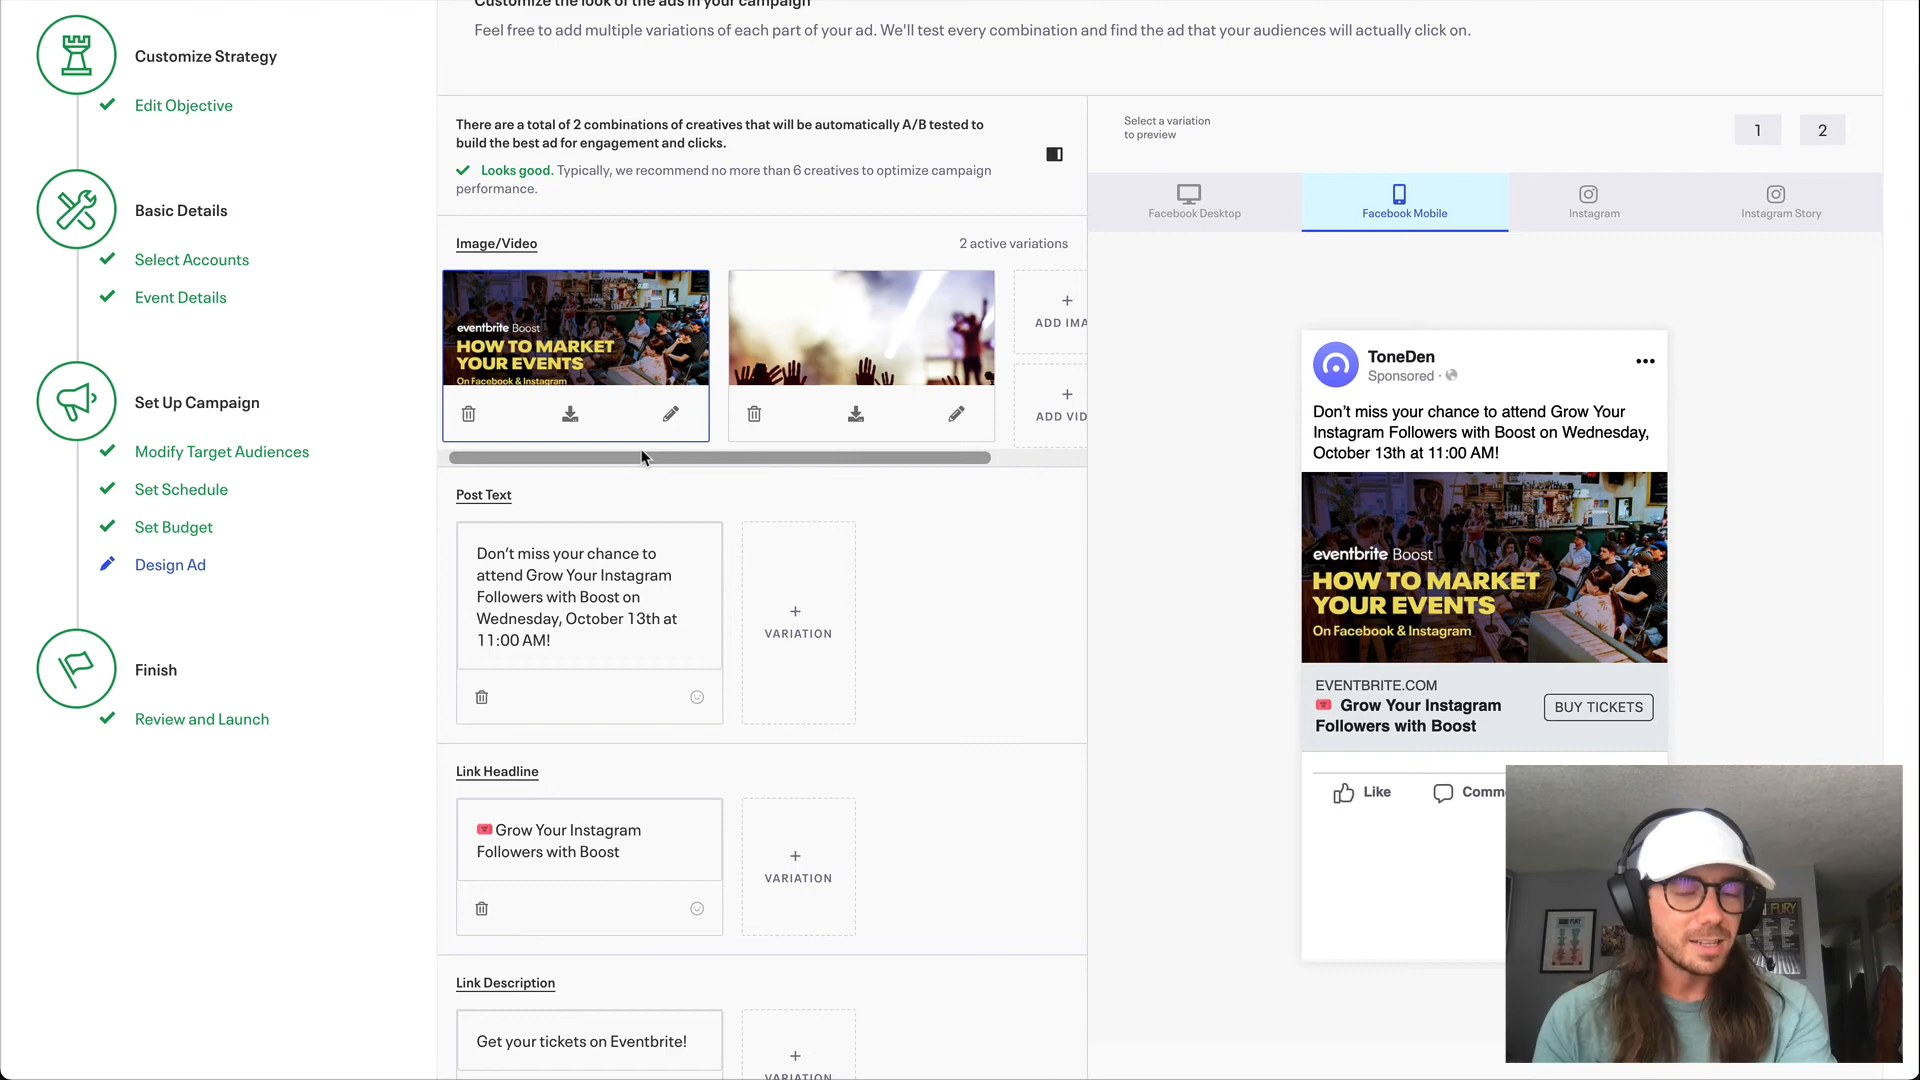 Customize the look of the ads in your campaign
Feel free to add multiple variations of each part of your ad. We'll test every combination and find the ad that your audiences will actually click on.
Customize Strategy
Edit Objective
Basic Details
Select Accounts
Event Details
Set Up Campaign
Modify Target Audiences
Set Schedule
Set Budget
Design Ad
Finish
Review and Launch
There are a total of 2 combinations of creatives that will be automatically A/B tested to
build the best ad for engagement and clicks.
Looks good. Typically, we recommend no more than 6 creatives to optimize campaign
performance.
Image/Video
2 active variations
eventbrite Boost
HOW TO MARKET
YOUR EVENTS
On Facebook & Instagram
+
ADD IMA
+
ADD VID
Post Text
Don't miss your chance to
attend Grow Your Instagram
Followers with Boost on
Wednesday, October 13th at
11:00 AM!
+
VARIATION
Link Headline
Grow Your Instagram
Followers with Boost
+
VARIATION
Link Description
Get your tickets on Eventbrite!
+
VARIATION
Select a variation
to preview
1
2
Facebook Desktop
Facebook Mobile
Instagram
Instagram Story
ToneDen
Sponsored ·
Don't miss your chance to attend Grow Your
Instagram Followers with Boost on Wednesday,
October 13th at 11:00 AM!
eventbrite Boost
HOW TO MARKET
YOUR EVENTS
On Facebook & Instagram
EVENTBRITE.COM
Grow Your Instagram
Followers with Boost
BUY TICKETS
Like
Comm
FURY